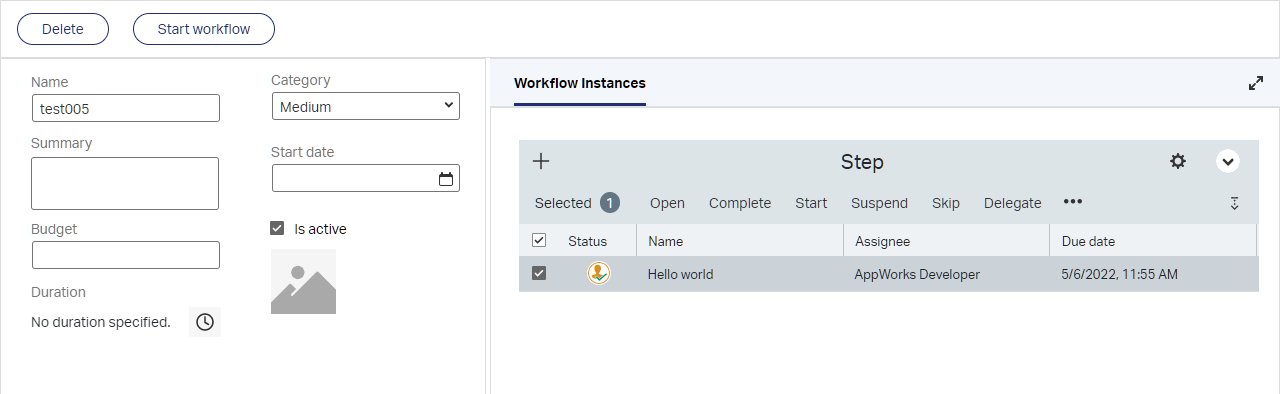 Delete Start workflow
Name
test005
Category
Medium
Summary
Start date
Budget
Is active
Duration
No duration specified.
Workflow Instances
Step
Selected 1 Open Complete Start Suspend Skip Delegate •••
Status Name Assignee Due date
Hello world AppWorks Developer 5/6/2022, 11:55 AM